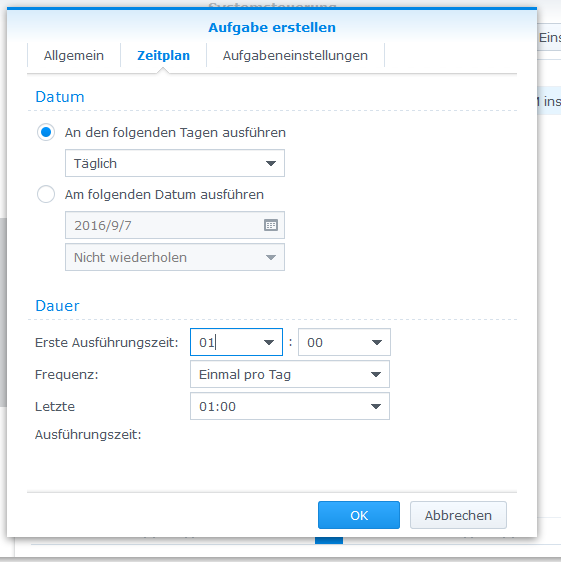 Systemsteuerung
Aufgabe erstellen
Eins
Allgemein
Zeitplan
Aufgabeneinstellungen
Datum
M ins
An den folgenden Tagen ausführen
Täglich
Am folgenden Datum ausführen
2016/9/7
Nicht wiederholen
Dauer
Erste Ausführungszeit: 01 : 00
Frequenz: Einmal pro Tag
Letzte 01:00
Ausführungszeit:
OK
Abbrechen